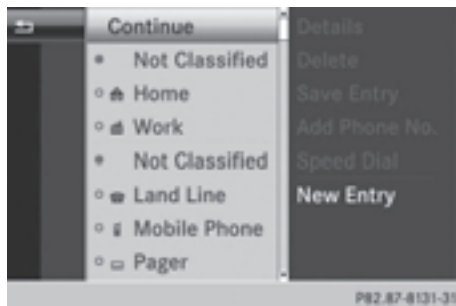 Continue
Not Classified
Home
Work
Not Classified
Land Line
Mobile Phone
Pager
Details
Delete
Save Entry
Add Phone No.
Speed Dial
New Entry
P82.87-8131-31